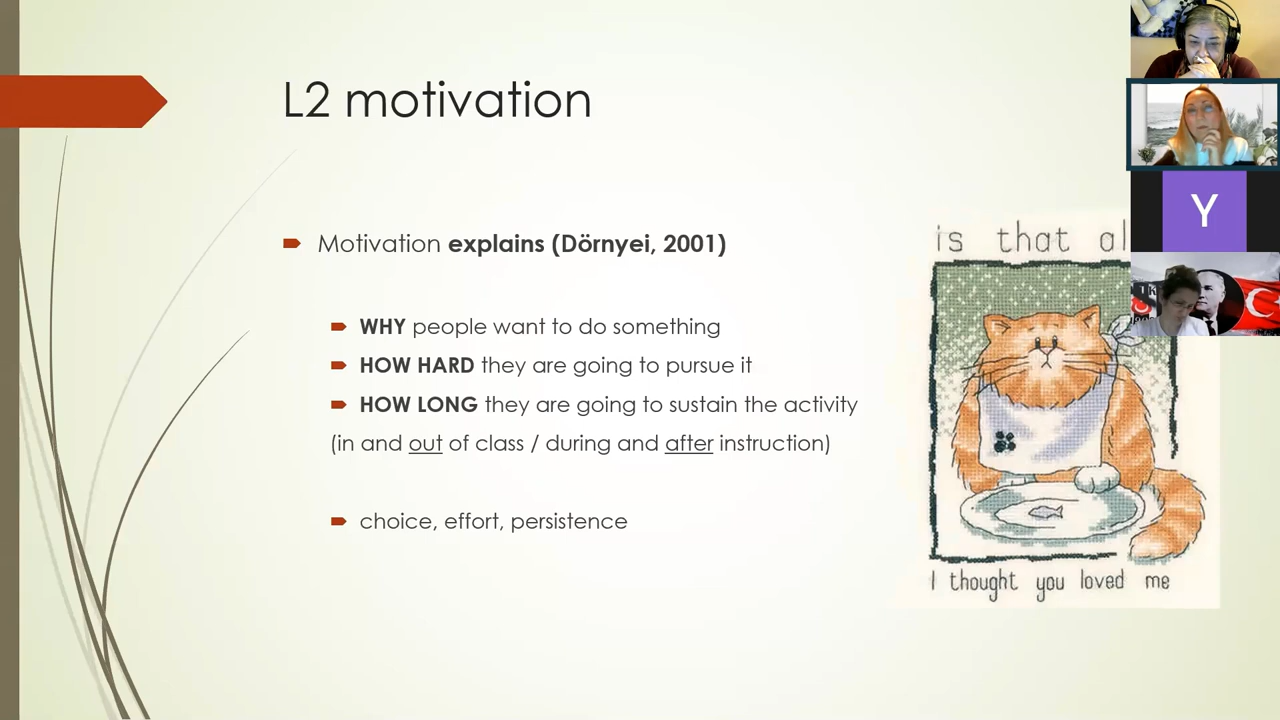 L2 motivation
Motivation explains (Dörnyei, 2001)
WHY people want to do something
HOW HARD they are going to pursue it
HOW LONG they are going to sustain the activity
(in and out of class / during and after instruction)
choice, effort, persistence
is that al
I thought you loved me
Y